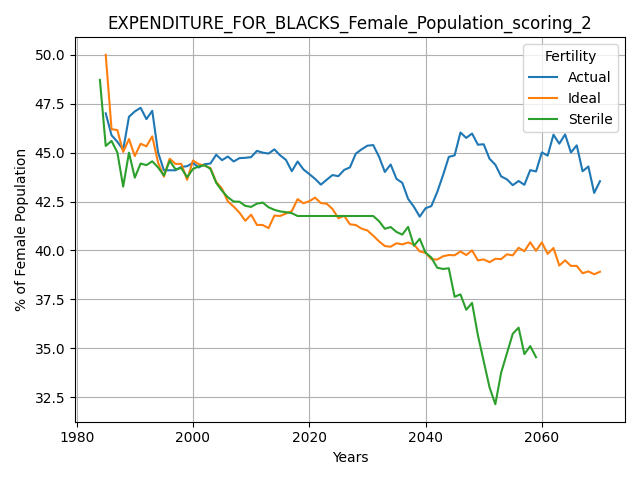 EXPENDITURE_FOR_BLACKS_Female_Population_scoring_2
Fertility
Actual
Ideal
Sterile
% of Female Population
50.0
47.5
45.0
42.5
40.0
37.5
35.0
32.5
1980
2000
2020
2040
2060
Years